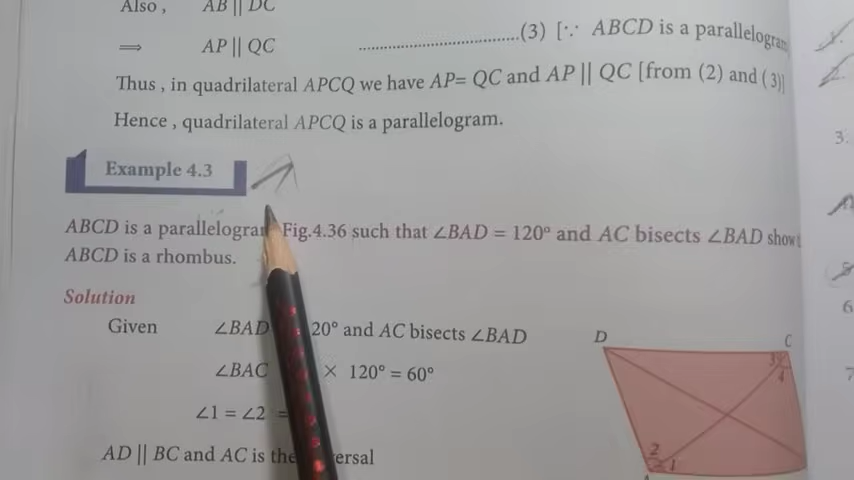 Also , AB || DC
⟹ AP || QC ..........................................(3) [∵ ABCD is a parallelogram
Thus , in quadrilateral APCQ we have AP= QC and AP || QC [from (2) and (3)]
Hence , quadrilateral APCQ is a parallelogram.
Example 4.3
ABCD is a parallelogram Fig.4.36 such that ∠BAD = 120° and AC bisects ∠BAD show
ABCD is a rhombus.
Solution
Given ∠BAD 20° and AC bisects ∠BAD
∠BAC × 120° = 60°
∠1 = ∠2 =
AD || BC and AC is the ersal
D C
3 4
2 1
3.
6
7